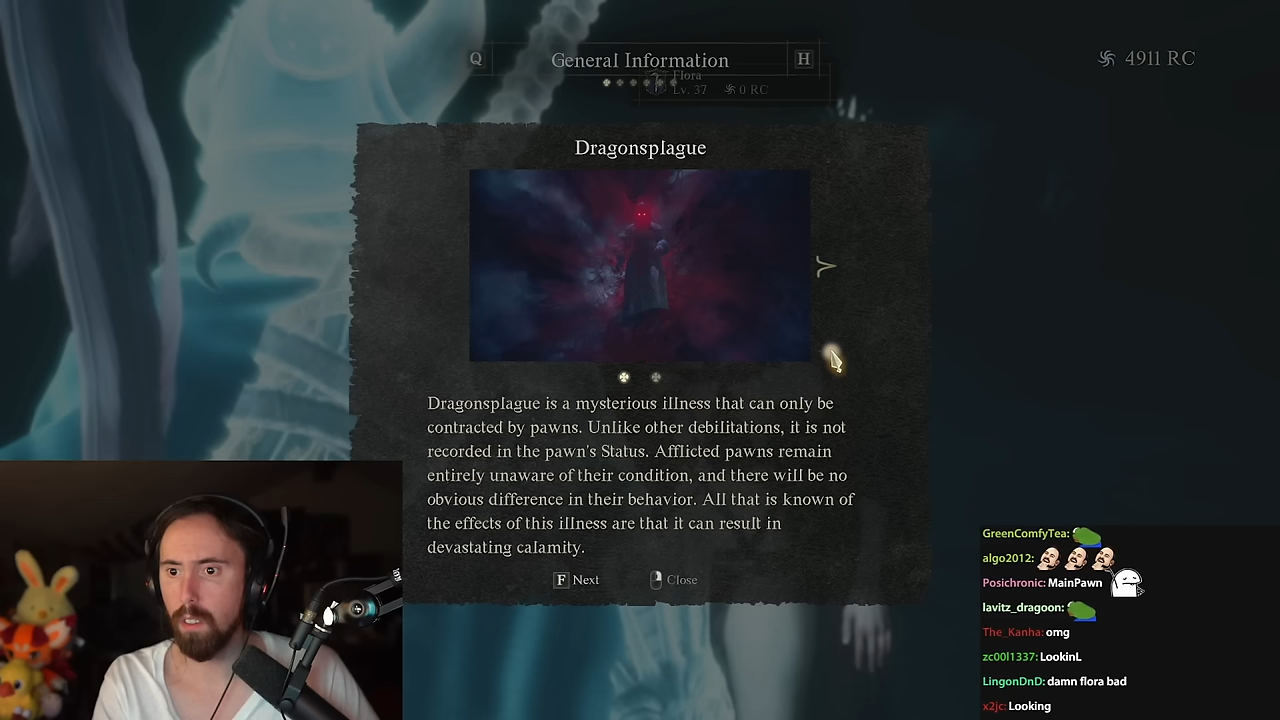 Q General Information H
4911 RC
Flora
Lv. 37 0 RC
Dragonsplague
Dragonsplague is a mysterious illness that can only be
contracted by pawns. Unlike other debilitations, it is not
recorded in the pawn's Status. Afflicted pawns remain
entirely unaware of their condition, and there will be no
obvious difference in their behavior. All that is known of
the effects of this illness are that it can result in
devastating calamity.
F Next Close
GreenComfyTea:
algo2012:
Posichronic: MainPawn
lavitz_dragoon:
The_Kanha: omg
zc00l1337: LookinL
LingonDnD: damn flora bad
x2jc: Looking